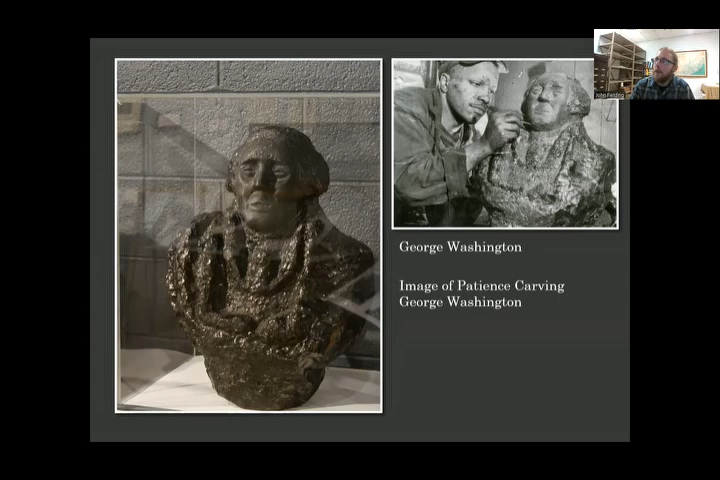 John Fielding
George Washington
Image of Patience Carving
George Washington